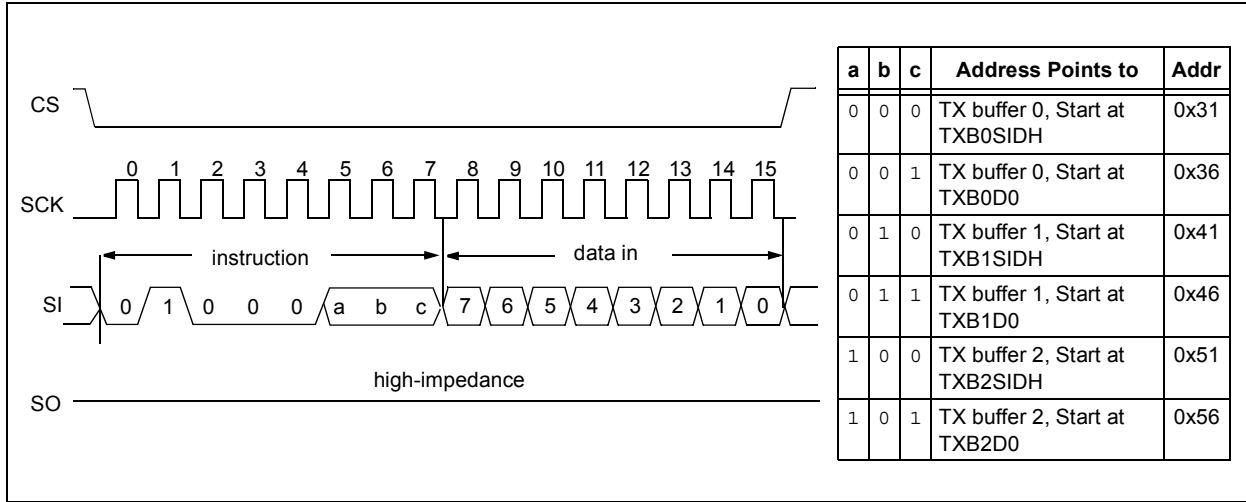 CS
0 1 2 3 4 5 6 7 8 9 10 11 12 13 14 15
SCK
instruction data in
SI 0 1 0 0 0 a b c 7 6 5 4 3 2 1 0
high-impedance
SO
a b c Address Points to Addr
0 0 0 TX buffer 0, Start at 0x31
TXB0SIDH
0 0 1 TX buffer 0, Start at 0x36
TXB0D0
0 1 0 TX buffer 1, Start at 0x41
TXB1SIDH
0 1 1 TX buffer 1, Start at 0x46
TXB1D0
1 0 0 TX buffer 2, Start at 0x51
TXB2SIDH
1 0 1 TX buffer 2, Start at 0x56
TXB2D0